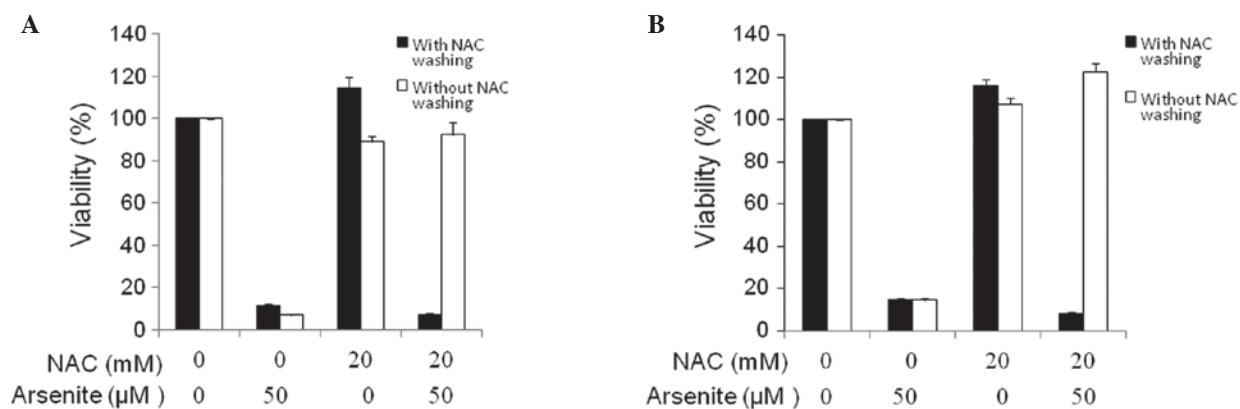 A
140
120
100
80
60
40
20
0
Viability (%)
With NAC
washing
Without NAC
washing
NAC (mM) 0 0 20 20
Arsenite (μM ) 0 50 0 50
B
140
120
100
80
60
40
20
0
Viability (%)
With NAC
washing
Without NAC
washing
NAC (mM) 0 0 20 20
Arsenite (μM ) 0 50 0 50